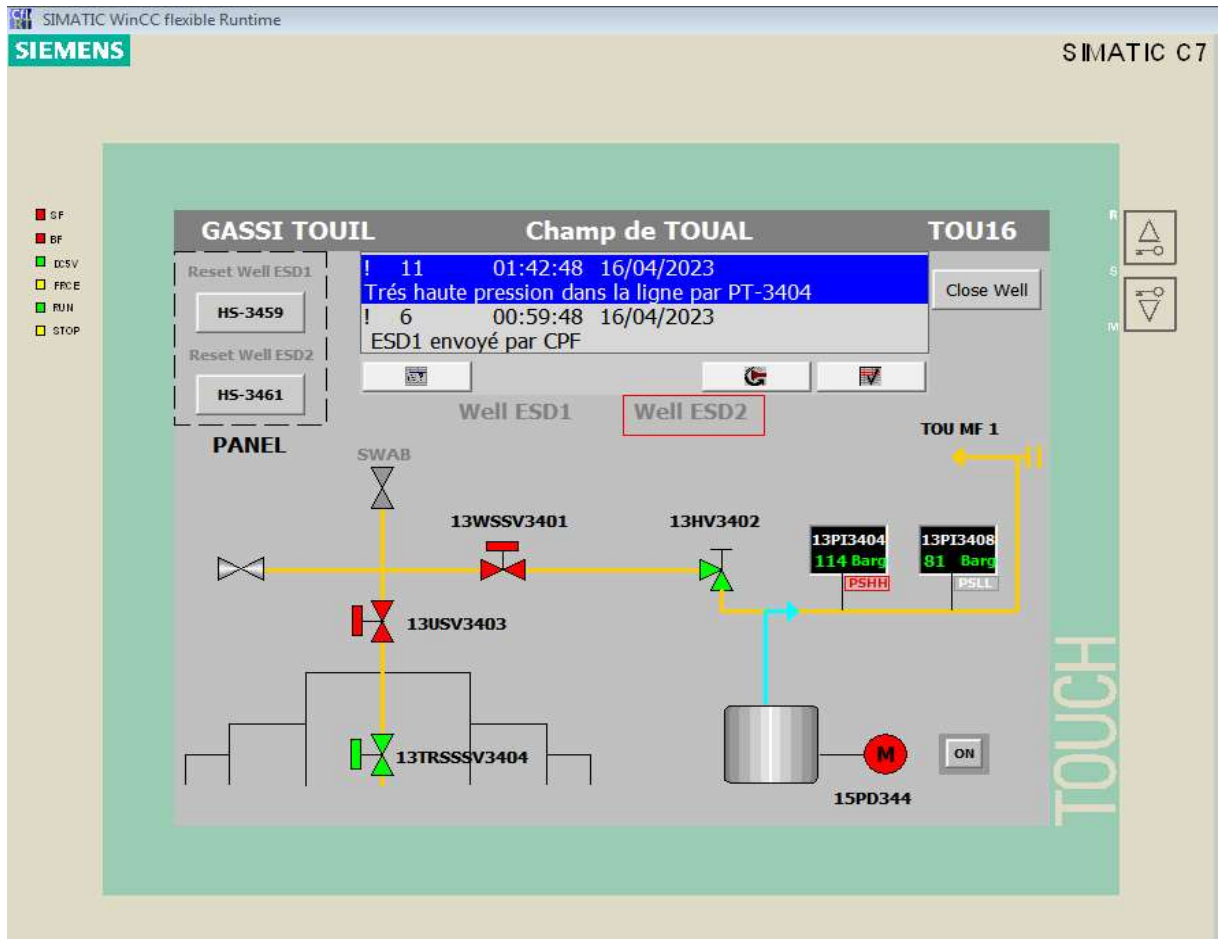 SIMATIC WinCC flexible Runtime
SIEMENS
SIMATIC C7
SF
BF
DC5V
FRCE
RUN
STOP
R
S
M
GASSI TOUIL
Champ de TOUAL
TOU16
Reset Well ESD1
HS-3459
Reset Well ESD2
HS-3461
PANEL
! 11 01:42:48 16/04/2023
Trés haute pression dans la ligne par PT-3404
! 6 00:59:48 16/04/2023
ESD1 envoyé par CPF
Close Well
Well ESD1
Well ESD2
TOU MF 1
SWAB
13WSSV3401
13HV3402
13PI3404
114 Barg
PSHH
13PI3408
81 Barg
PSLL
13USV3403
13TRSSSV3404
M
ON
15PD344
TOUCH